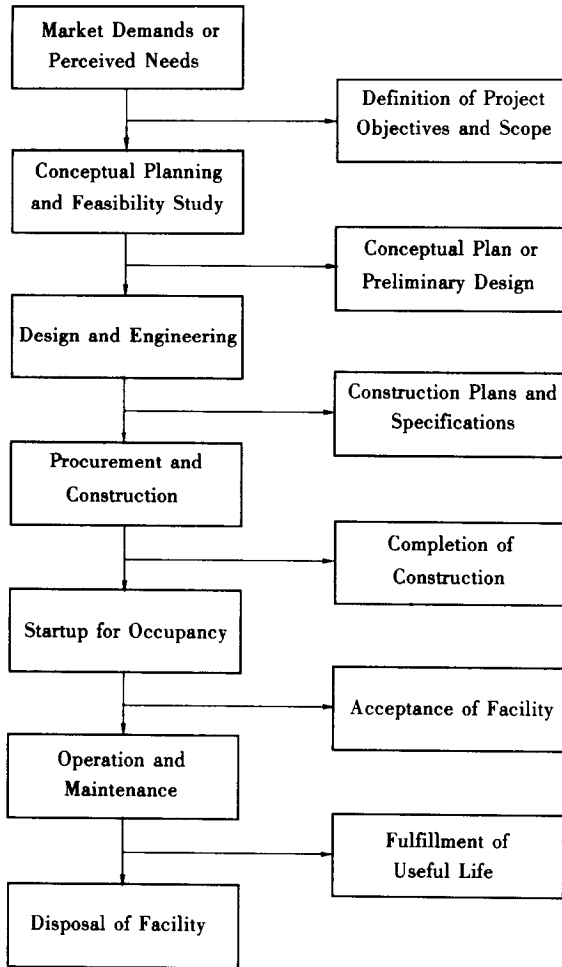 Market Demands or
Perceived Needs
Definition of Project
Objectives and Scope
Conceptual Planning
and Feasibility Study
Conceptual Plan or
Preliminary Design
Design and Engineering
Construction Plans and
Specifications
Procurement and
Construction
Completion of
Construction
Startup for Occupancy
Acceptance of Facility
Operation and
Maintenance
Fulfillment of
Useful Life
Disposal of Facility